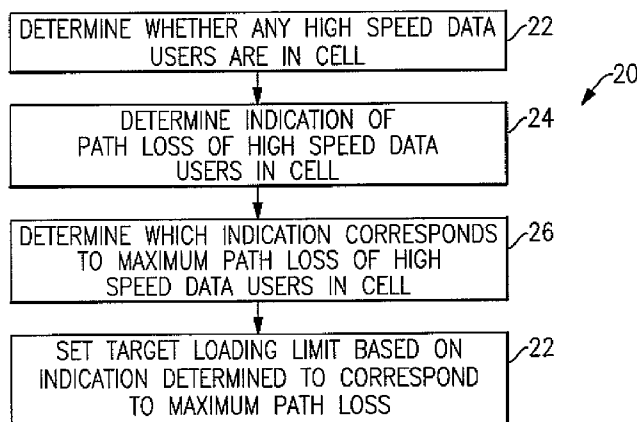 DETERMINE WHETHER ANY HIGH SPEED DATA
USERS ARE IN CELL
22
20
DETERMINE INDICATION OF
PATH LOSS OF HIGH SPEED DATA
USERS IN CELL
24
DETERMINE WHICH INDICATION CORRESPONDS
TO MAXIMUM PATH LOSS OF HIGH
SPEED DATA USERS IN CELL
26
SET TARGET LOADING LIMIT BASED ON
INDICATION DETERMINED TO CORRESPOND
TO MAXIMUM PATH LOSS
22